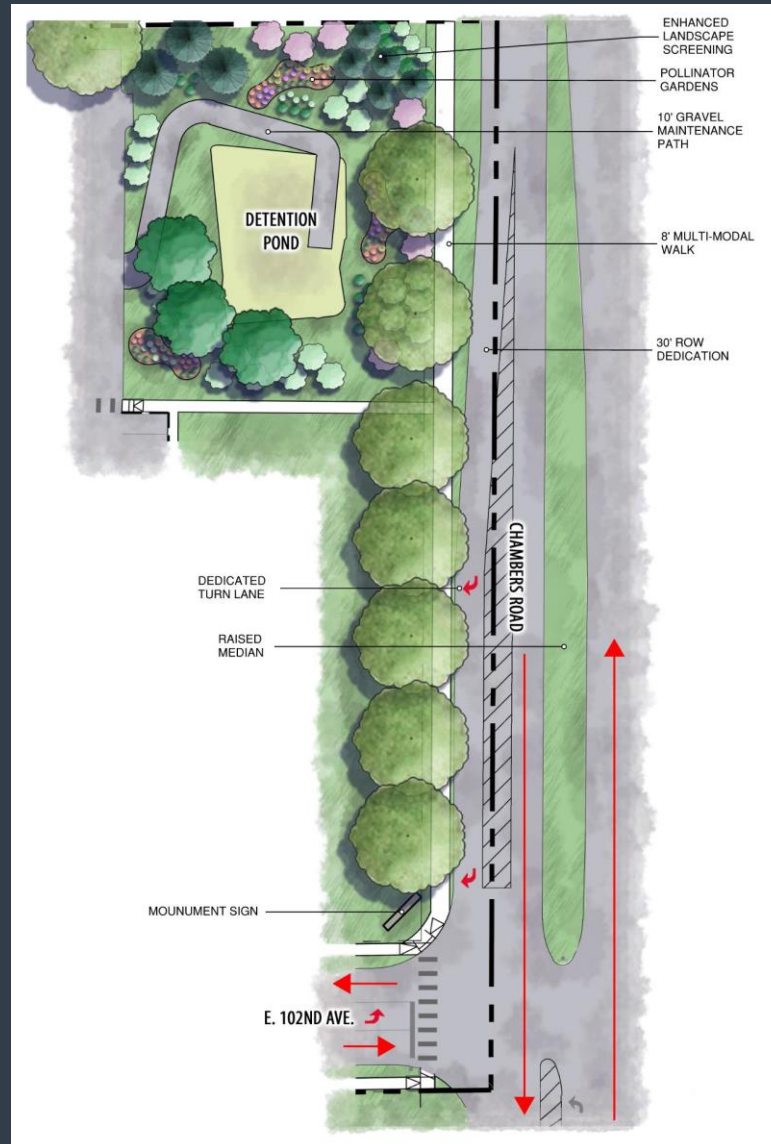 ENHANCED
LANDSCAPE
SCREENING
POLLINATOR
GARDENS
10' GRAVEL
MAINTENANCE
PATH
DETENTION
POND
8' MULTI-MODAL
WALK
30' ROW
DEDICATION
CHAMBERS ROAD
DEDICATED
TURN LANE
RAISED
MEDIAN
MOUNUMENT SIGN
E. 102ND AVE.